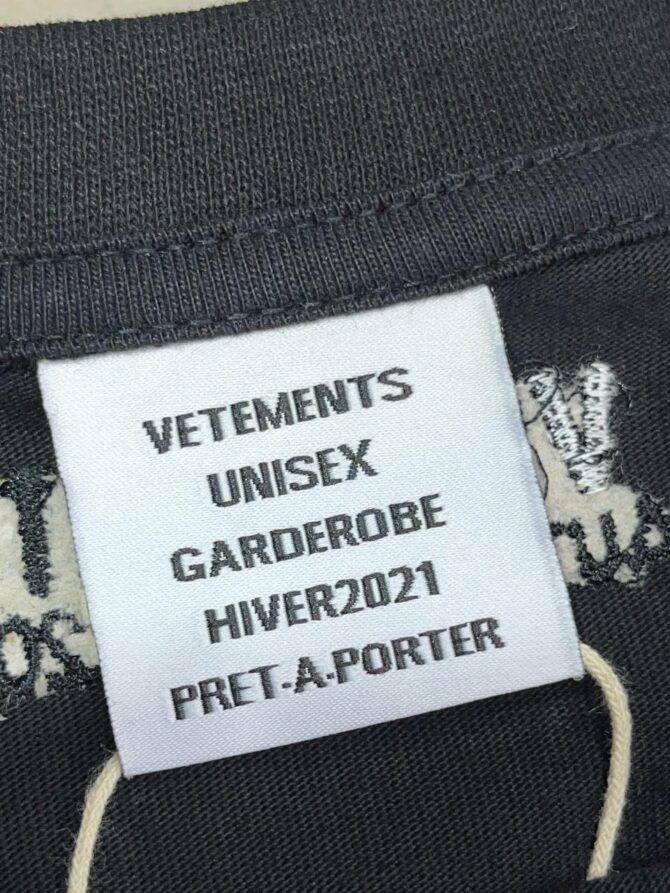 VETEMENTS
UNISEX
GARDEROBE
HIVER2021
PRET-A-PORTER